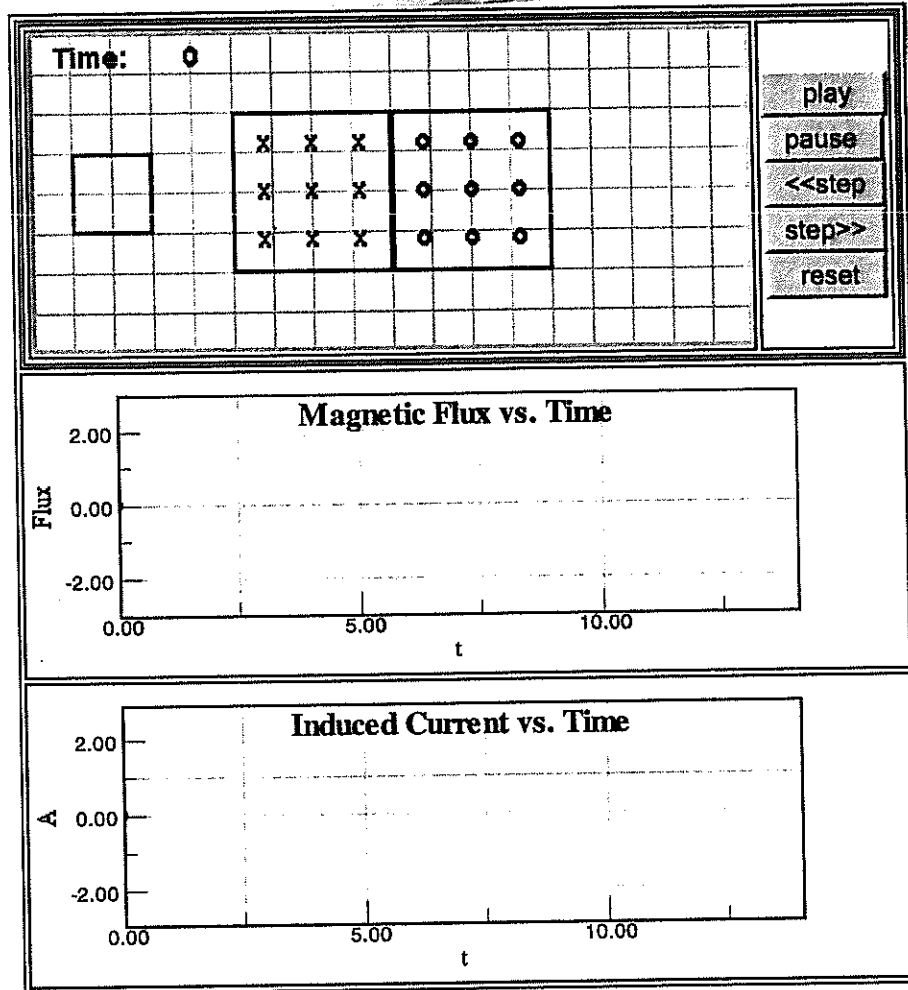 Time: 0
play
pause
<<step
step>>
reset
X X X O O O
X X X O O O
X X X O O O
Magnetic Flux vs. Time
Flux
2.00
0.00
-2.00
0.00 5.00 10.00
t
Induced Current vs. Time
A
2.00
0.00
-2.00
0.00 5.00 10.00
t